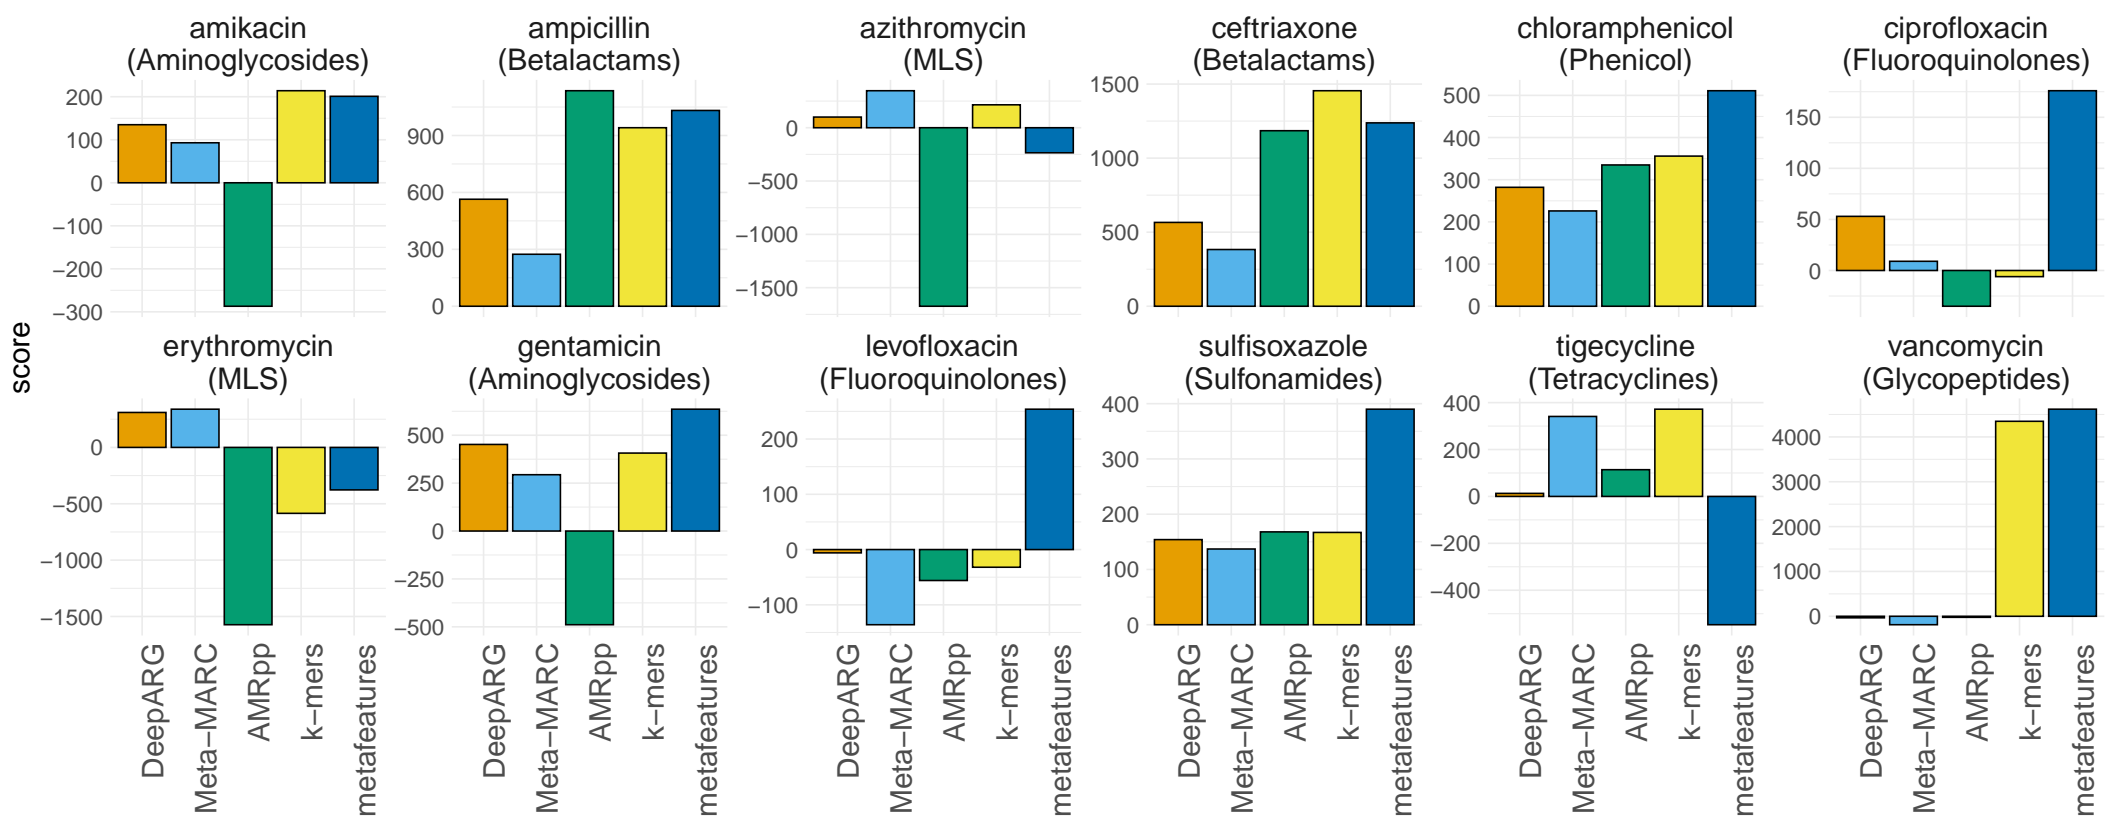 amikacin
(Aminoglycosides)
ampicillin
(Betalactams)
azithromycin
(MLS)
ceftriaxone
(Betalactams)
chloramphenicol
(Phenicol)
ciprofloxacin
(Fluoroquinolones)
200
100
0
−100
−200
−300
900
600
300
0
0
−500
−1000
−1500
1500
1000
500
0
500
400
300
200
100
0
150
100
50
0
score
erythromycin
(MLS)
gentamicin
(Aminoglycosides)
levofloxacin
(Fluoroquinolones)
sulfisoxazole
(Sulfonamides)
tigecycline
(Tetracyclines)
vancomycin
(Glycopeptides)
0
−500
−1000
−1500
500
250
0
−250
−500
200
100
0
−100
400
300
200
100
0
400
200
0
−200
−400
4000
3000
2000
1000
0
DeepARG
Meta−MARC
AMRpp
k−mers
metafeatures
DeepARG
Meta−MARC
AMRpp
k−mers
metafeatures
DeepARG
Meta−MARC
AMRpp
k−mers
metafeatures
DeepARG
Meta−MARC
AMRpp
k−mers
metafeatures
DeepARG
Meta−MARC
AMRpp
k−mers
metafeatures
DeepARG
Meta−MARC
AMRpp
k−mers
metafeatures